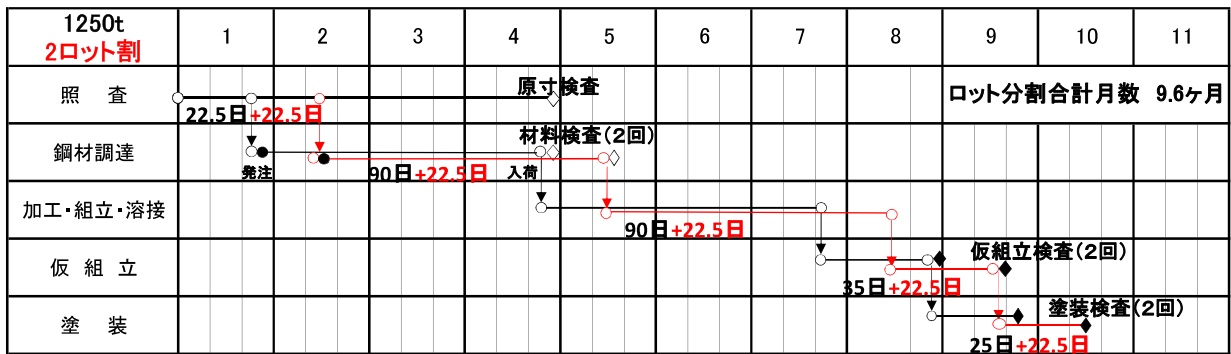 1250t
2ロット割
1 2 3 4 5 6 7 8 9 10 11
照 査
原寸検査
ロット分割合計月数 9.6ヶ月
22.5日+22.5日
鋼材調達
材料検査(2回)
発注
90日+22.5日
入荷
加工・組立・溶接
90日+22.5日
仮 組 立
仮組立検査(2回)
35日+22.5日
塗 装
塗装検査(2回)
25日+22.5日